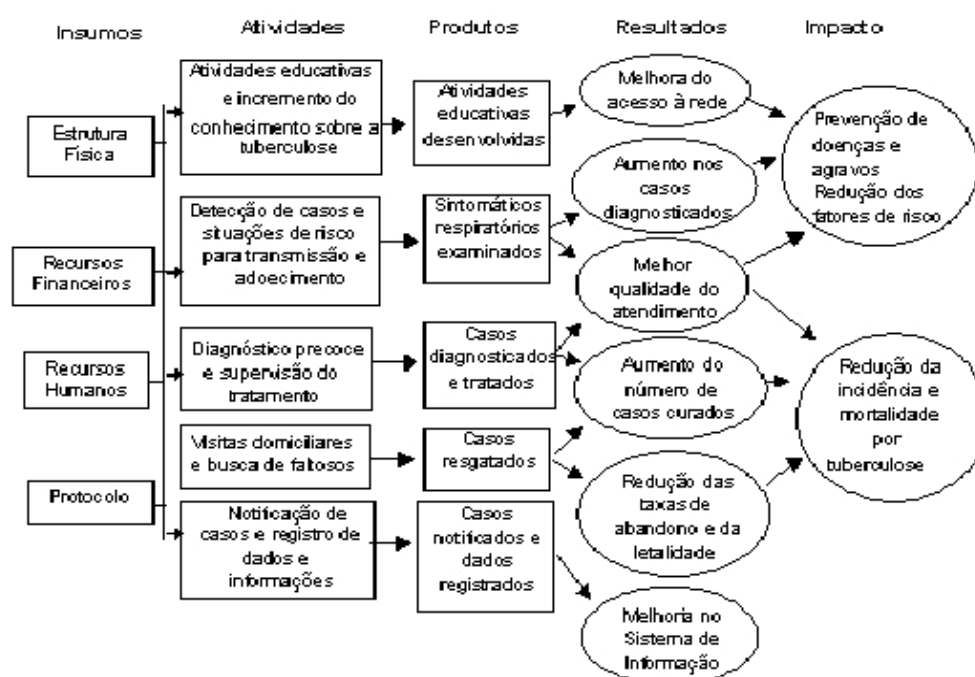 Insumos
Atividades
Produtos
Resultados
Impacto
Estrutura
Física
Recursos
Financeiros
Recursos
Humanos
Protocolo
Atividades educativas
e incremento do
conhecimento sobre a
tuberculose
Detecção de casos e
situações de risco
para transmissão e
adoecimento
Diagnóstico precoce
e supervisão do
tratamento
Visitas domiciliares
e busca de faltosos
Notificação de
casos e registro de
dados e
informações
Atividades
educativas
desenvolvidas
Sintomáticos
respiratórios
examinados
Casos
diagnosticados
e tratados
Casos
resgatados
Casos
notificados e
dados
registrados
Melhora do
acesso à rede
Aumento nos
casos
diagnosticados
Melhor
qualidade do
atendimento
Aumento do
número de
casos curados
Redução das
taxas de
abandono e da
letalidade
Melhoria no
Sistema de
Informação
Prevenção de
doenças e
agravos
Redução dos
fatores de risco
Redução da
incidência e
mortalidade
por
tuberculose